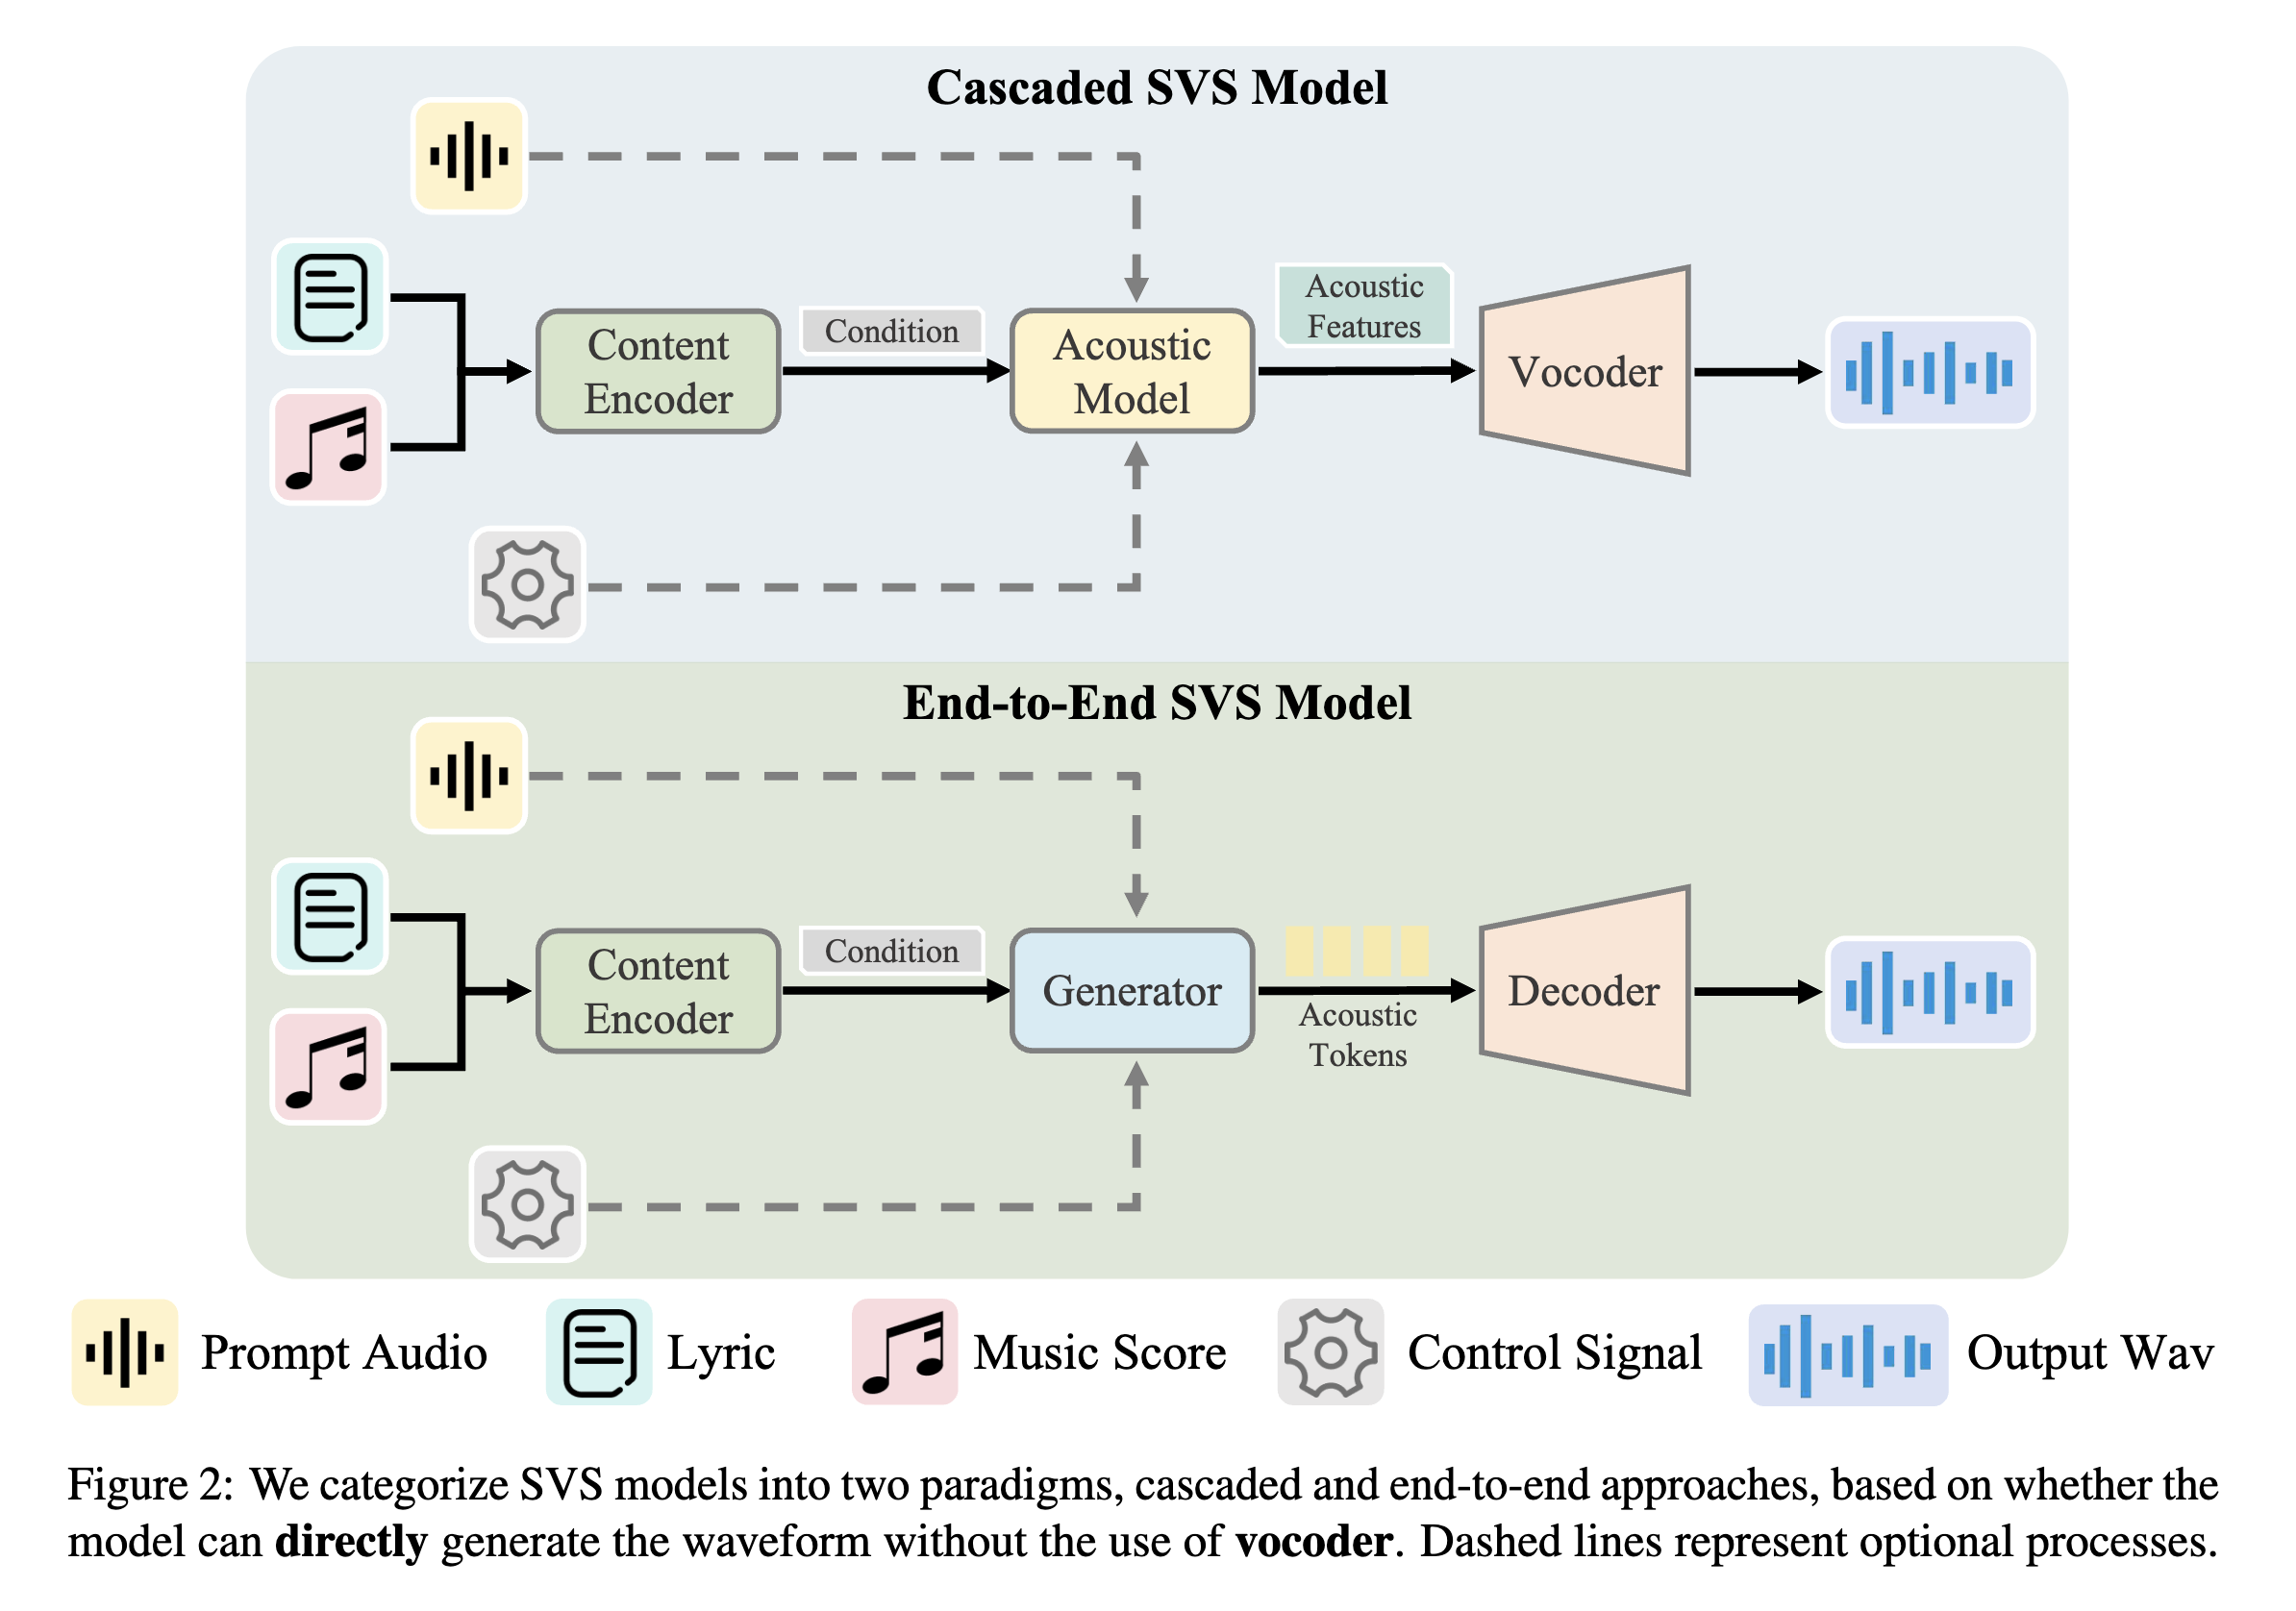 Cascaded SVS Model
Acoustic
Features
Condition
Content
Encoder
Acoustic
Model
Vocoder
End-to-End SVS Model
Condition
Content
Encoder
Generator
Acoustic
Tokens
Decoder
Prompt Audio
Lyric
Music Score
Control Signal
Output Wav
Figure 2: We categorize SVS models into two paradigms, cascaded and end-to-end approaches, based on whether the
model can directly generate the waveform without the use of vocoder. Dashed lines represent optional processes.